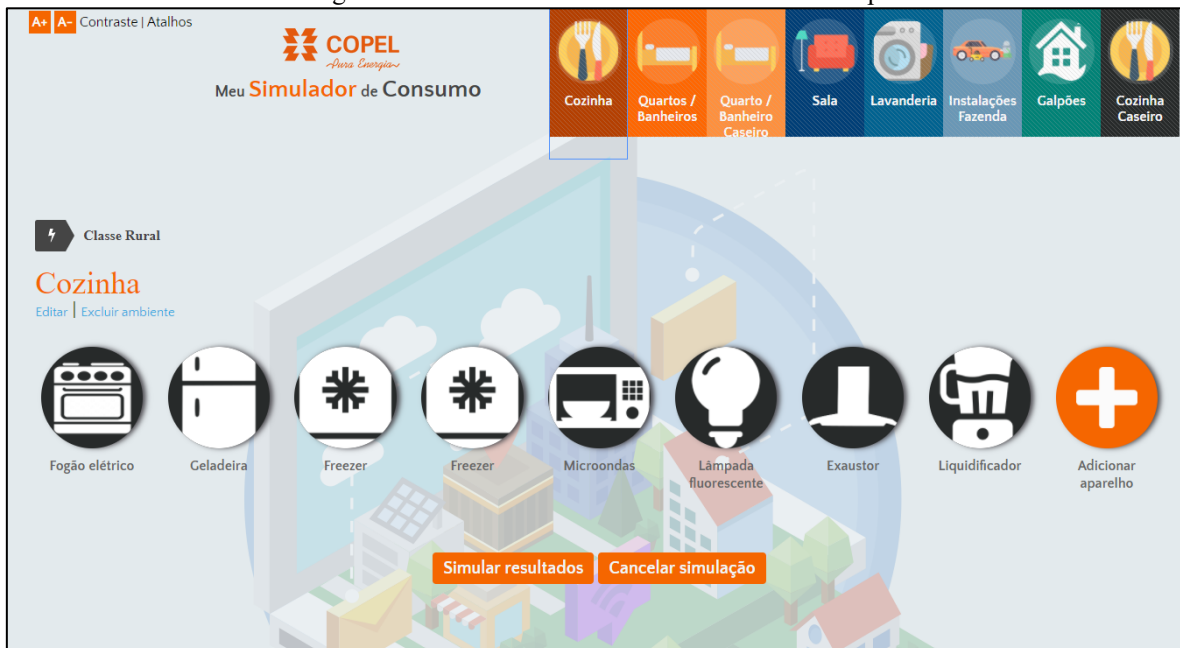 A+ A- Contraste | Atalhos
COPEL
Pura Energia
Meu Simulador de Consumo
Cozinha
Quartos /
Banheiros
Quarto /
Banheiro
Caseiro
Sala
Lavanderia
Instalações
Fazenda
Galpões
Cozinha
Caseiro
Classe Rural
Cozinha
Editar | Excluir ambiente
Fogão elétrico
Geladeira
Freezer
Freezer
Microondas
Lâmpada
fluorescente
Exaustor
Liquidificador
Adicionar
aparelho
Simular resultados
Cancelar simulação